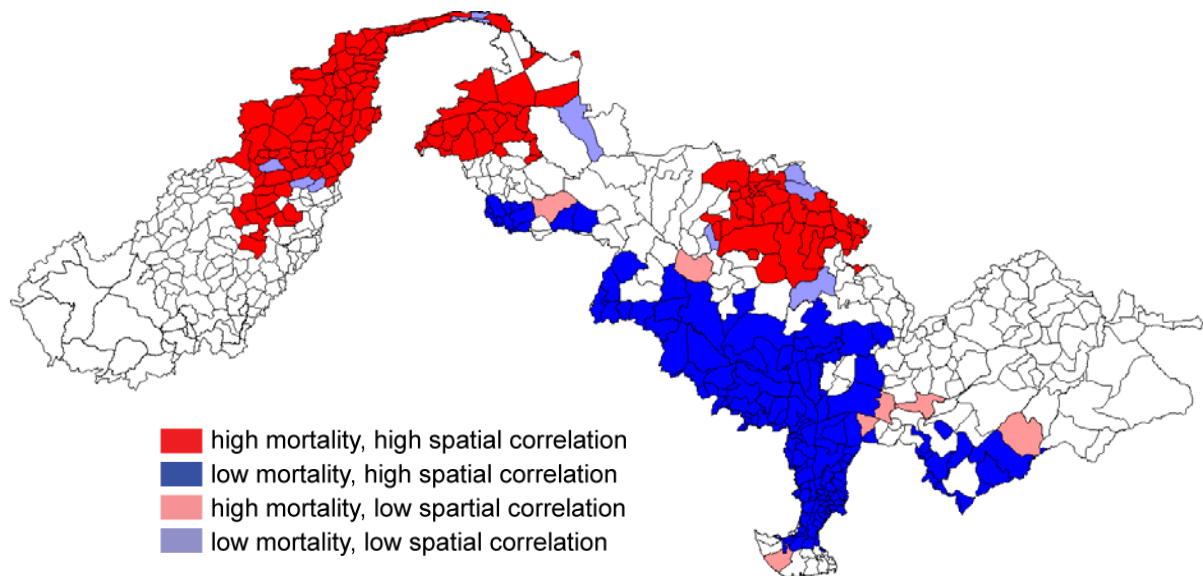 high mortality, high spatial correlation
low mortality, high spatial correlation
high mortality, low spartial correlation
low mortality, low spatial correlation